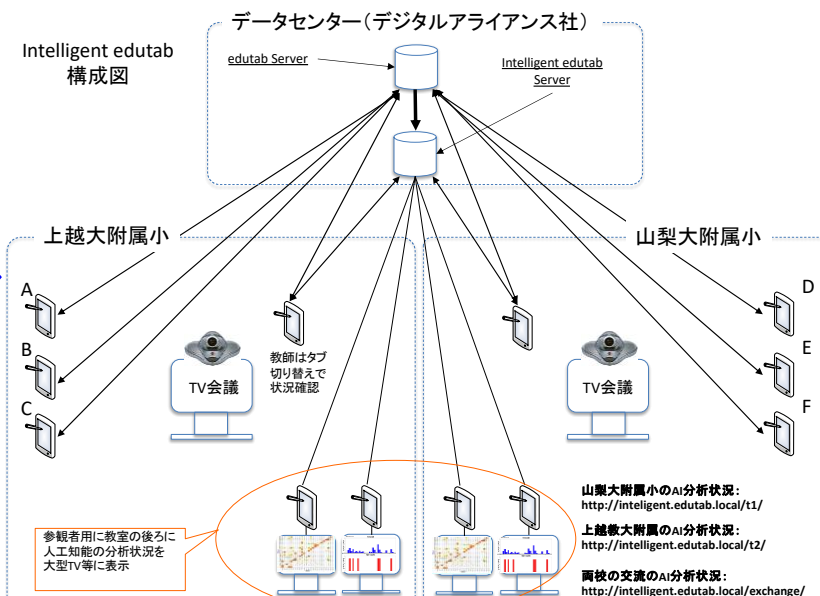 データセンター（デジタルアライアンス社）
Intelligent edutab
構成図
edutab Server
Intelligent edutab
Server
上越大附属小
山梨大附属小
A
B
C
TV会議
教師はタブ
切り替えで
状況確認
TV会議
D
E
F
参観者用に教室の後ろに
人工知能の分析状況を
大型TV等に表示
山梨大附属小のAI分析状況：
http://inteligent.edutab.local/t1/
上越教大附属のAI分析状況：
http://inteligent.edutab.local/t2/
両校の交流のAI分析状況：
http://intelligent.edutab.local/exchange/